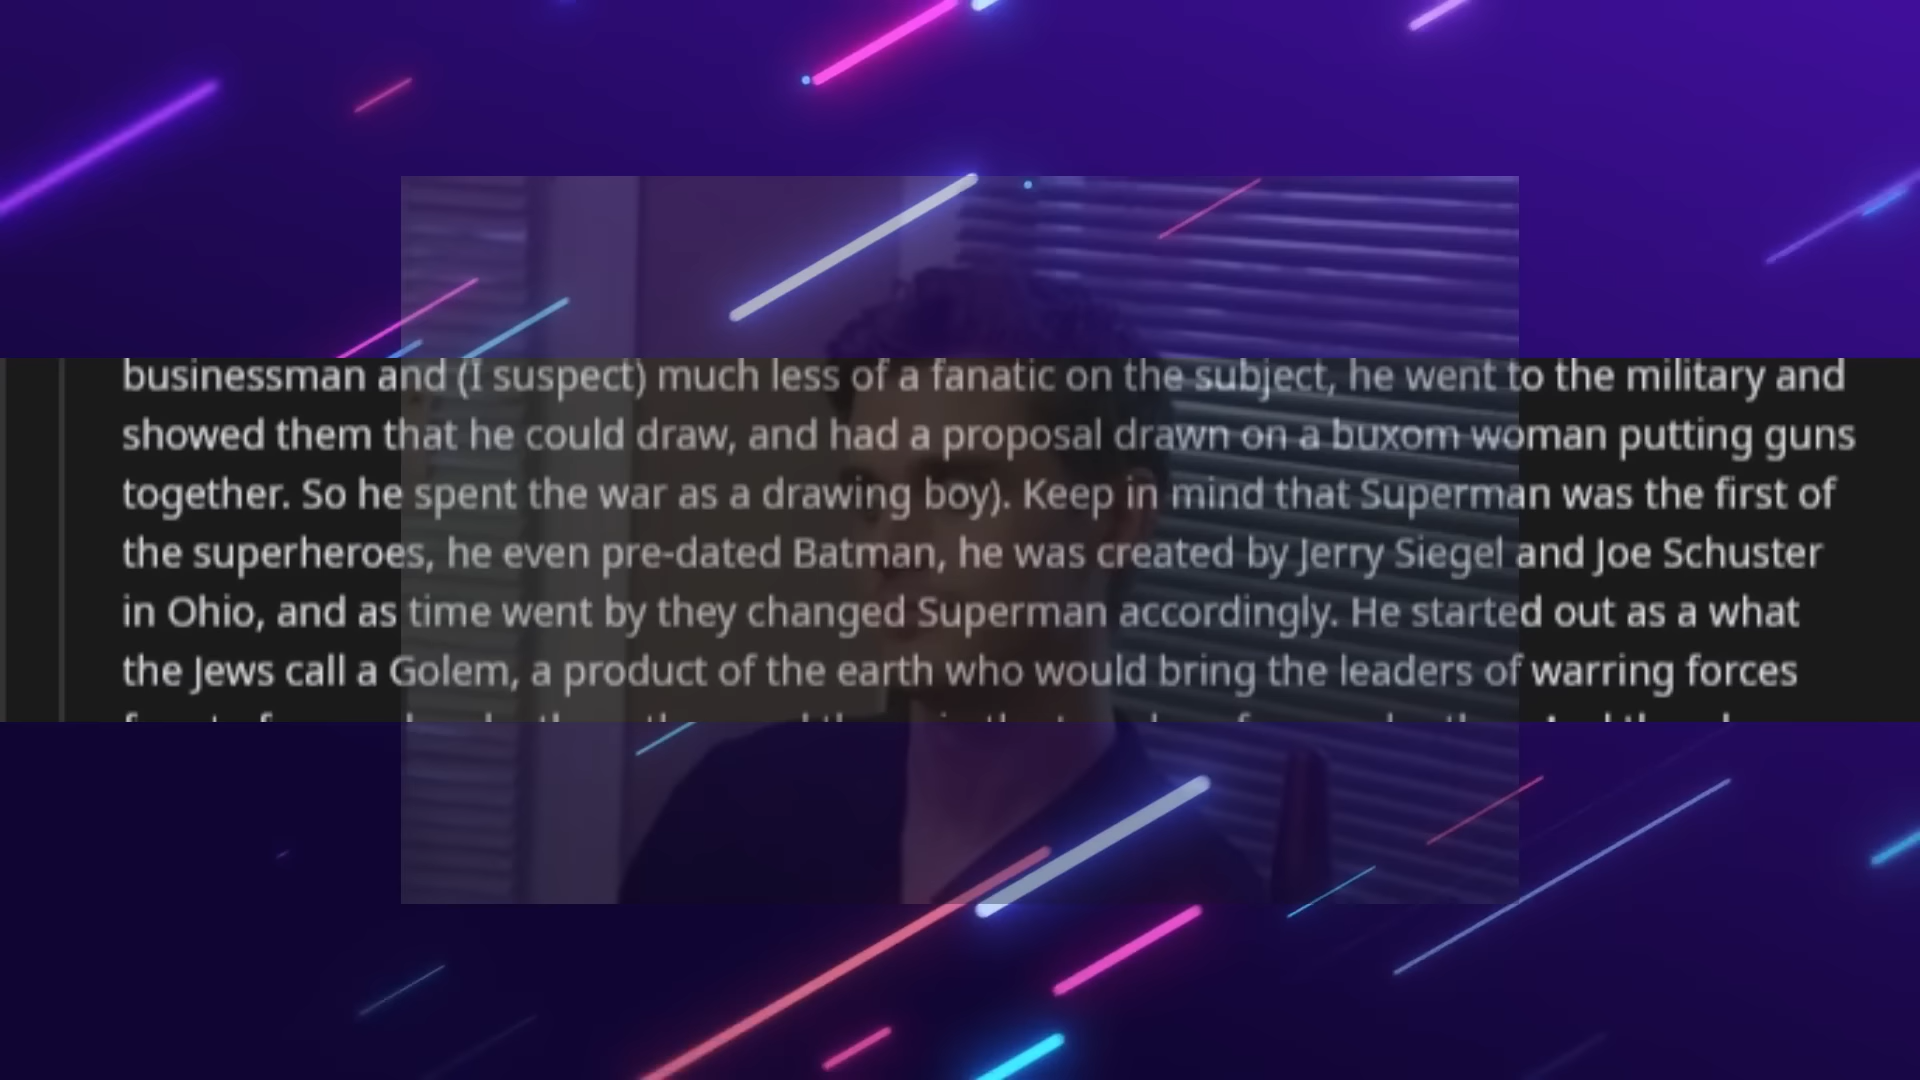 businessman and (I suspect) much less of a fanatic on the subject, he went to the military and
showed them that he could draw, and had a proposal drawn on a buxom woman putting guns
together. So he spent the war as a drawing boy). Keep in mind that Superman was the first of
the superheroes, he even pre-dated Batman, he was created by Jerry Siegel and Joe Schuster
in Ohio, and as time went by they changed Superman accordingly. He started out as a what
the Jews call a Golem, a product of the earth who would bring the leaders of warring forces